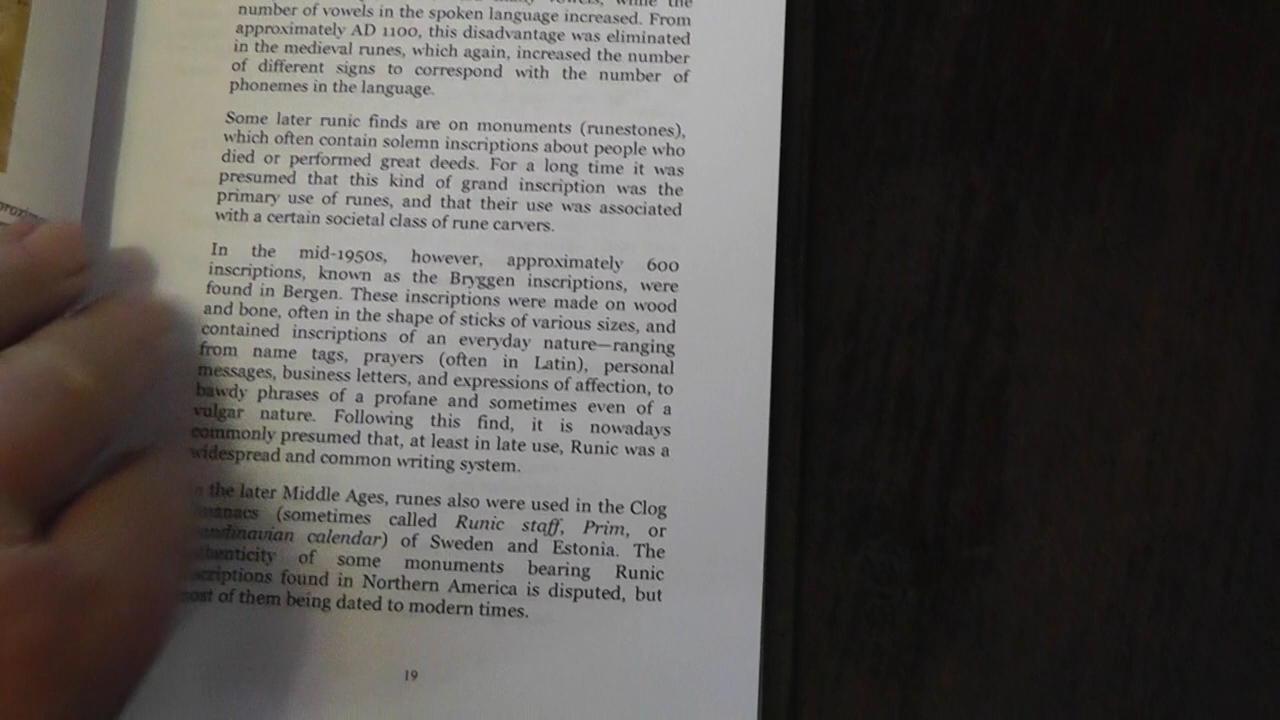 number of vowels in the spoken language increased. From
approximately AD 1100, this disadvantage was eliminated
in the medieval runes, which again, increased the number
of different signs to correspond with the number of
phonemes in the language.
Some later runic finds are on monuments (runestones),
which often contain solemn inscriptions about people who
died or performed great deeds. For a long time it was
presumed that this kind of grand inscription was the
primary use of runes, and that their use was associated
with a certain societal class of rune carvers.
In the mid-1950s, however, approximately 600
inscriptions, known as the Bryggen inscriptions, were
found in Bergen. These inscriptions were made on wood
and bone, often in the shape of sticks of various sizes, and
contained inscriptions of an everyday nature—ranging
from name tags, prayers (often in Latin), personal
messages, business letters, and expressions of affection, to
bawdy phrases of a profane and sometimes even of a
vulgar nature. Following this find, it is nowadays
commonly presumed that, at least in late use, Runic was a
widespread and common writing system.
the later Middle Ages, runes also were used in the Clog
(sometimes called Runic staff, Prim, or
calendar) of Sweden and Estonia. The
of some monuments bearing Runic
found in Northern America is disputed, but
of them being dated to modern times.
19